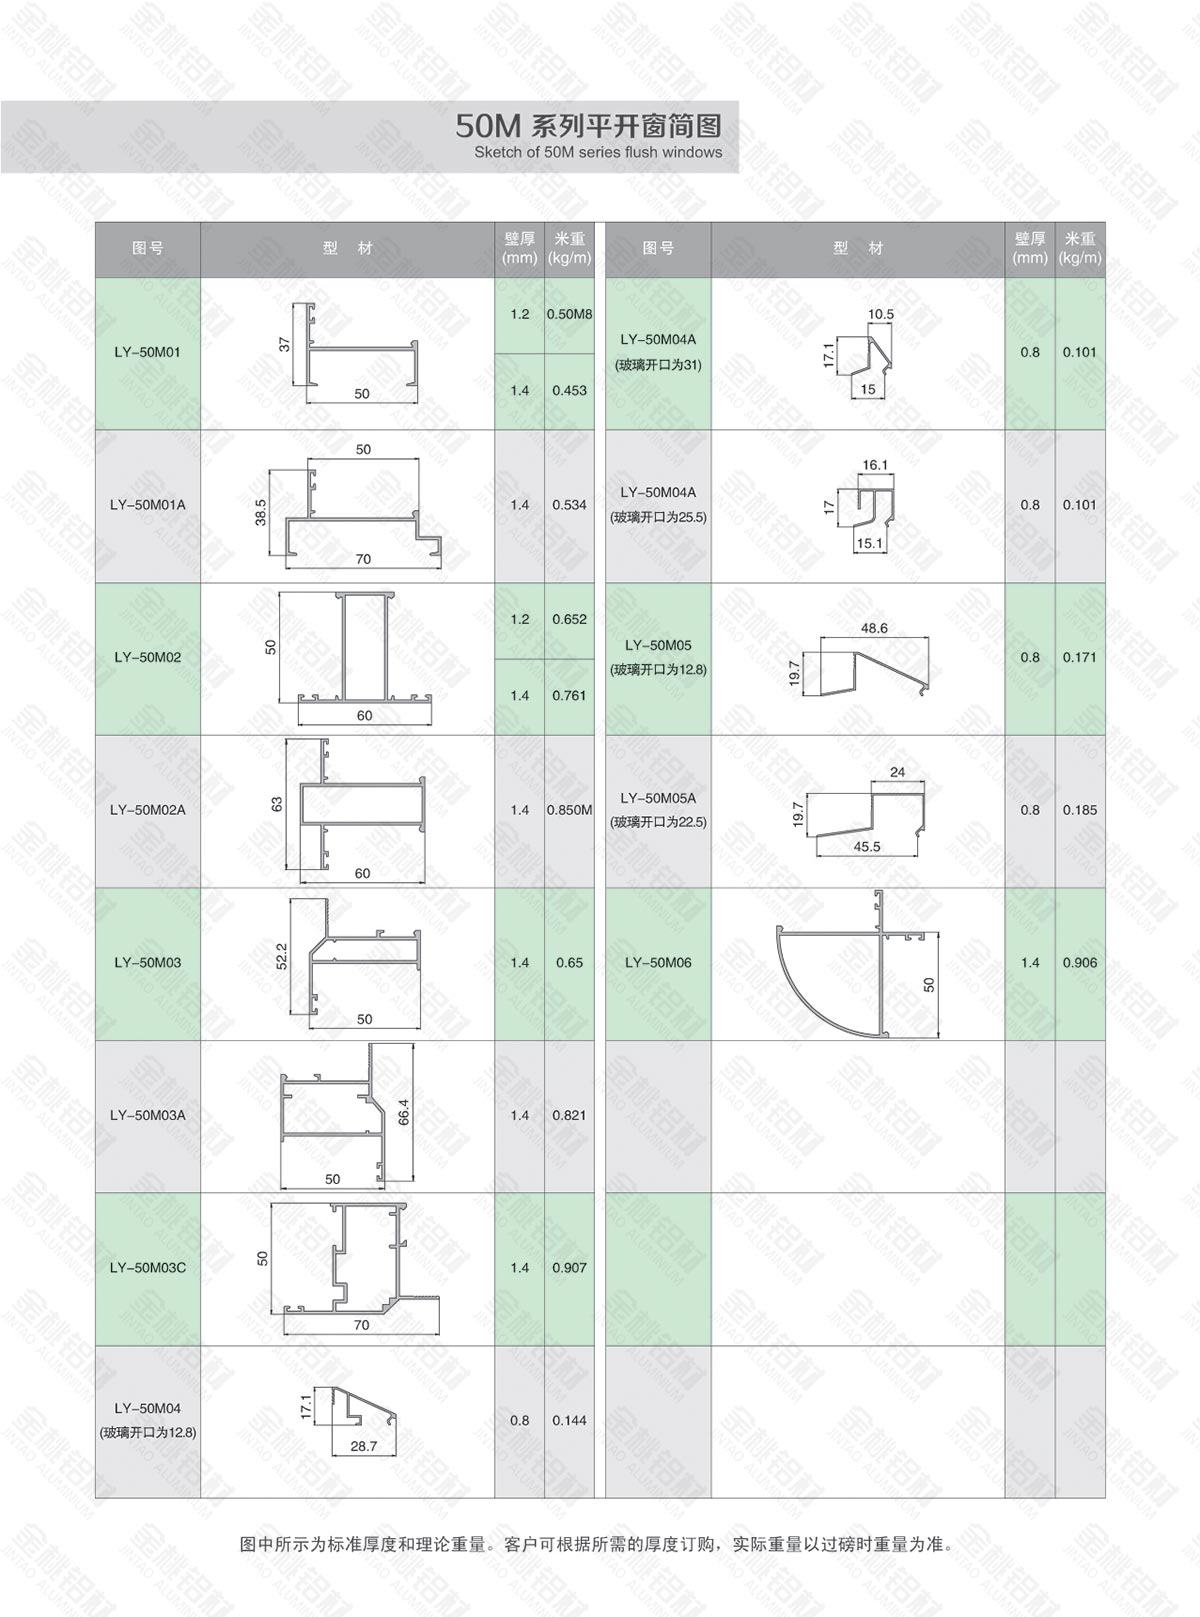 50M 系列平开窗简图
Sketch of 50M series flush windows
图号 型 材 壁厚(mm) 米重(kg/m)
LY-50M01
37
50
1.2 0.50M8
1.4 0.453
LY-50M01A
50
38.5
70
1.4 0.534
LY-50M02
50
60
1.2 0.652
1.4 0.761
LY-50M02A
63
60
1.4 0.850M
LY-50M03
52.2
50
1.4 0.65
LY-50M03A
66.4
50
1.4 0.821
LY-50M03C
50
70
1.4 0.907
LY-50M04
(玻璃开口为12.8)
17.1
28.7
0.8 0.144
图号 型 材 壁厚(mm) 米重(kg/m)
LY-50M04A
(玻璃开口为31)
10.5
17.1
15
0.8 0.101
LY-50M04A
(玻璃开口为25.5)
16.1
17
15.1
0.8 0.101
LY-50M05
(玻璃开口为12.8)
48.6
19.7
0.8 0.171
LY-50M05A
(玻璃开口为22.5)
24
19.7
45.5
0.8 0.185
LY-50M06
50
1.4 0.906
图中所示为标准厚度和理论重量。客户可根据所需的厚度订购，实际重量以过磅时重量为准。
金桃铝材
JINTAO ALUMINIUM